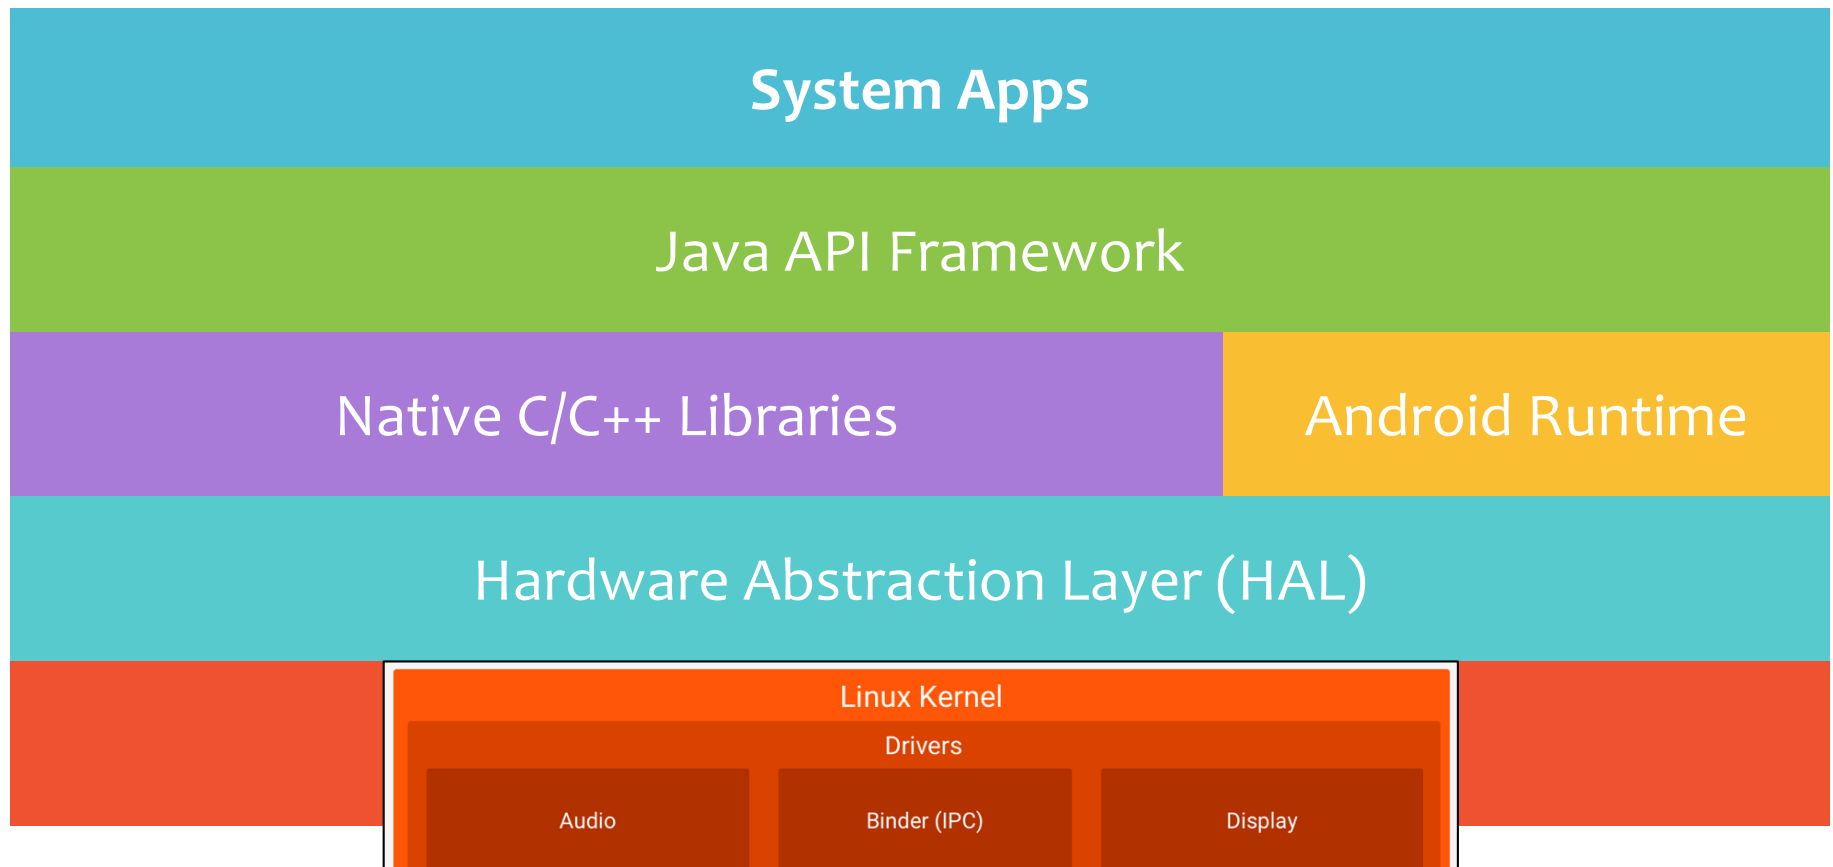 System Apps
Java API Framework
Native C/C++ Libraries
Android Runtime
Hardware Abstraction Layer (HAL)
Linux Kernel
Drivers
Audio
Binder (IPC)
Display